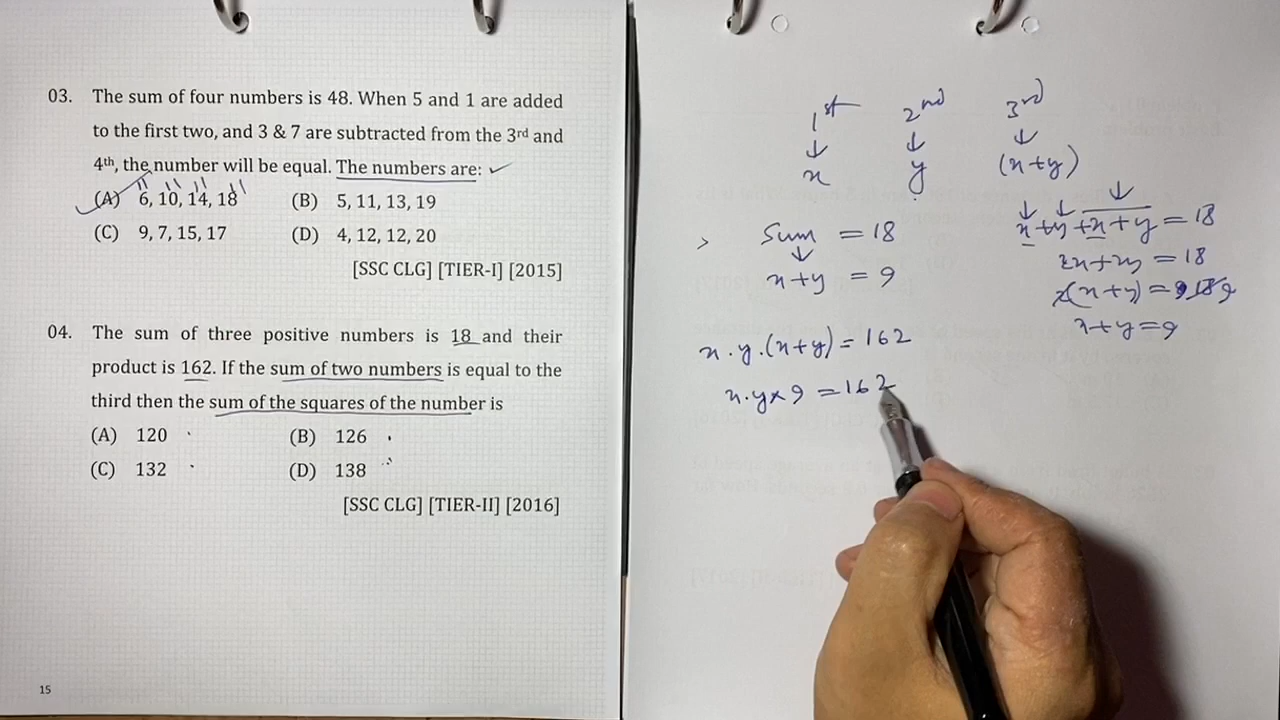 03. The sum of four numbers is 48. When 5 and 1 are added
to the first two, and 3 & 7 are subtracted from the 3rd and
4th, the number will be equal. The numbers are:
(A) 6, 10, 14, 18 (B) 5, 11, 13, 19
(C) 9, 7, 15, 17 (D) 4, 12, 12, 20
[SSC CLG] [TIER-I] [2015]
04. The sum of three positive numbers is 18 and their
product is 162. If the sum of two numbers is equal to the
third then the sum of the squares of the number is
(A) 120 (B) 126
(C) 132 (D) 138
[SSC CLG] [TIER-II] [2016]
15
1st 2nd 3rd
x y (x+y)
Sum = 18
x+y = 9
x.y.(x+y) = 162
x.y×9 = 162
x+y+x+y = 18
2x+2y = 18
2(x+y) = 18 9
x+y = 9